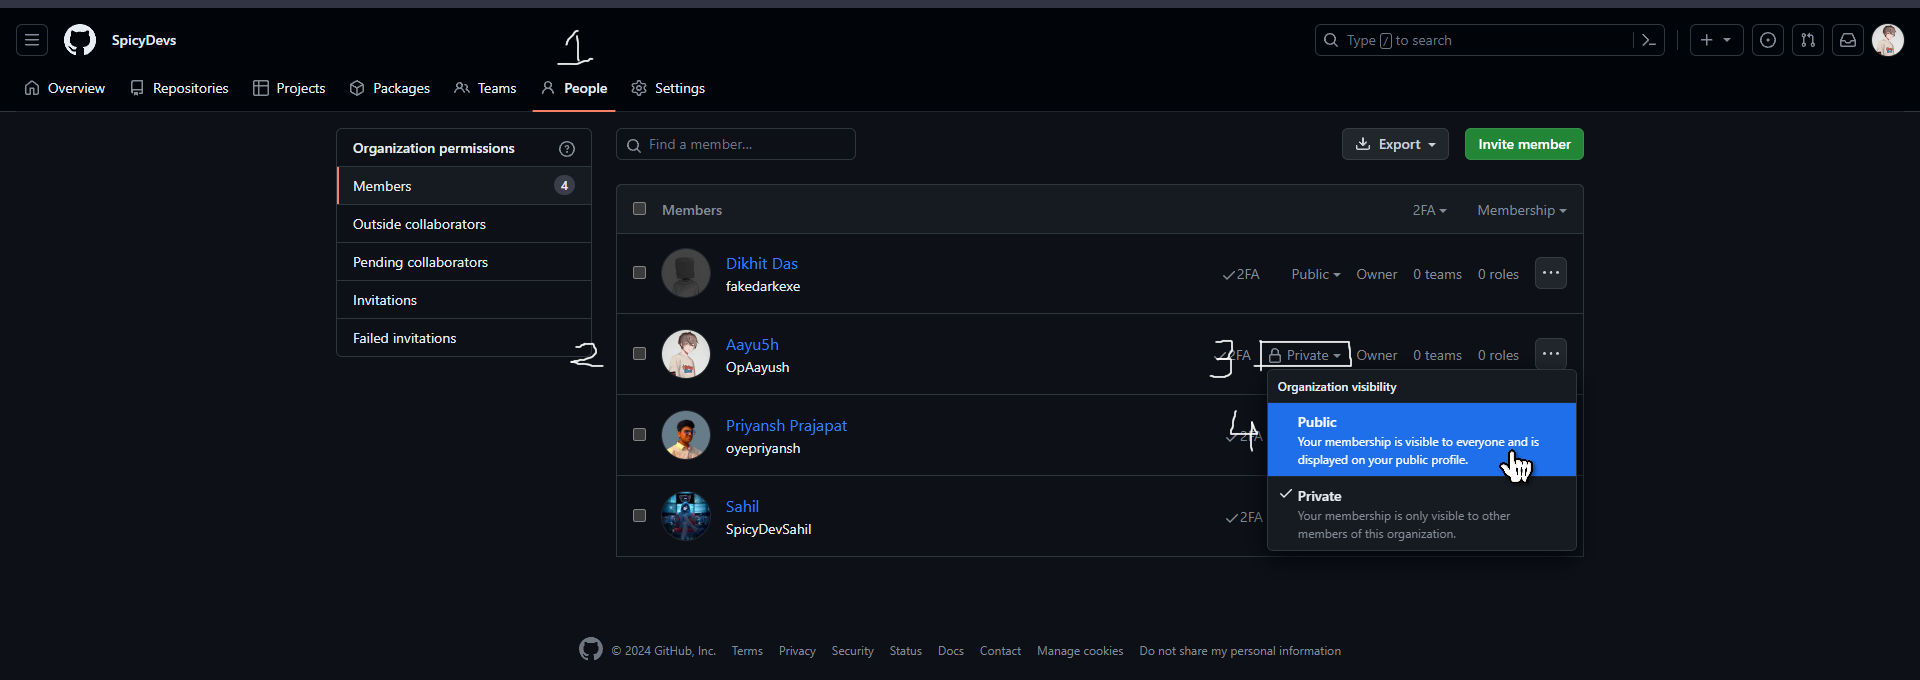 SpicyDevs
1
Type / to search
Overview
Repositories
Projects
Packages
Teams
People
Settings
Organization permissions
Members 4
Outside collaborators
Pending collaborators
Invitations
Failed invitations
2
Find a member...
Export
Invite member
Members 2FA Membership
Dikhit Das
fakedarkexe
2FA Public Owner 0 teams 0 roles
Aayu5h
OpAayush
3 2FA Private Owner 0 teams 0 roles
Organization visibility
Public
Your membership is visible to everyone and is
displayed on your public profile.
Private
Your membership is only visible to other
members of this organization.
Priyansh Prajapat
oyepriyansh
4 2FA
Sahil
SpicyDevSahil
2FA
© 2024 GitHub, Inc. Terms Privacy Security Status Docs Contact Manage cookies Do not share my personal information